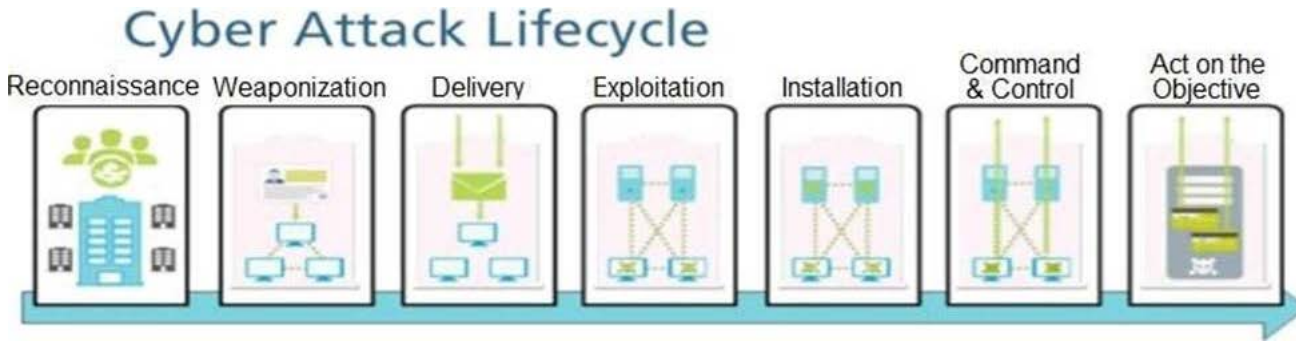 Cyber Attack Lifecycle
Reconnaissance
Weaponization
Delivery
Exploitation
Installation
Command
& Control
Act on the
Objective